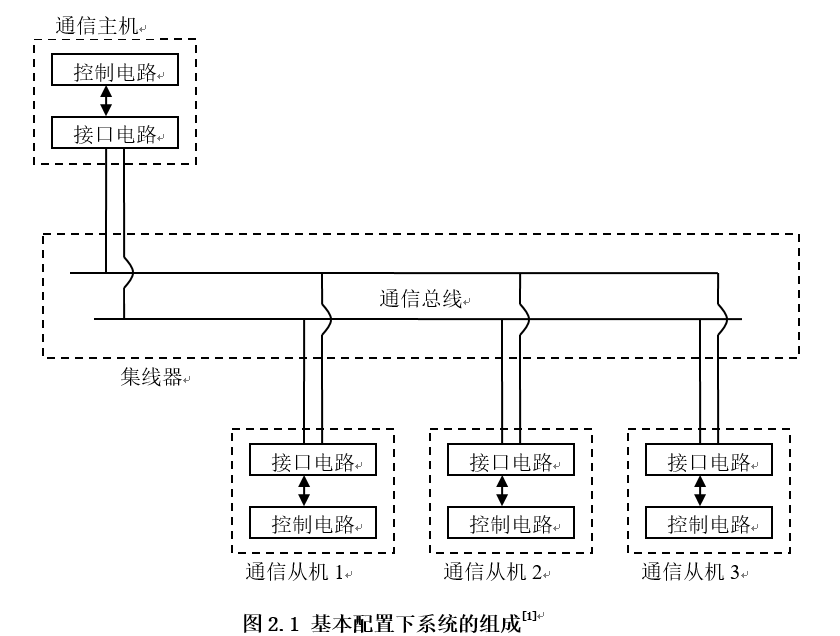 通信主机
控制电路
接口电路
通信总线
集线器
接口电路 接口电路 接口电路
控制电路 控制电路 控制电路
通信从机 1 通信从机 2 通信从机 3
图 2.1 基本配置下系统的组成[1]